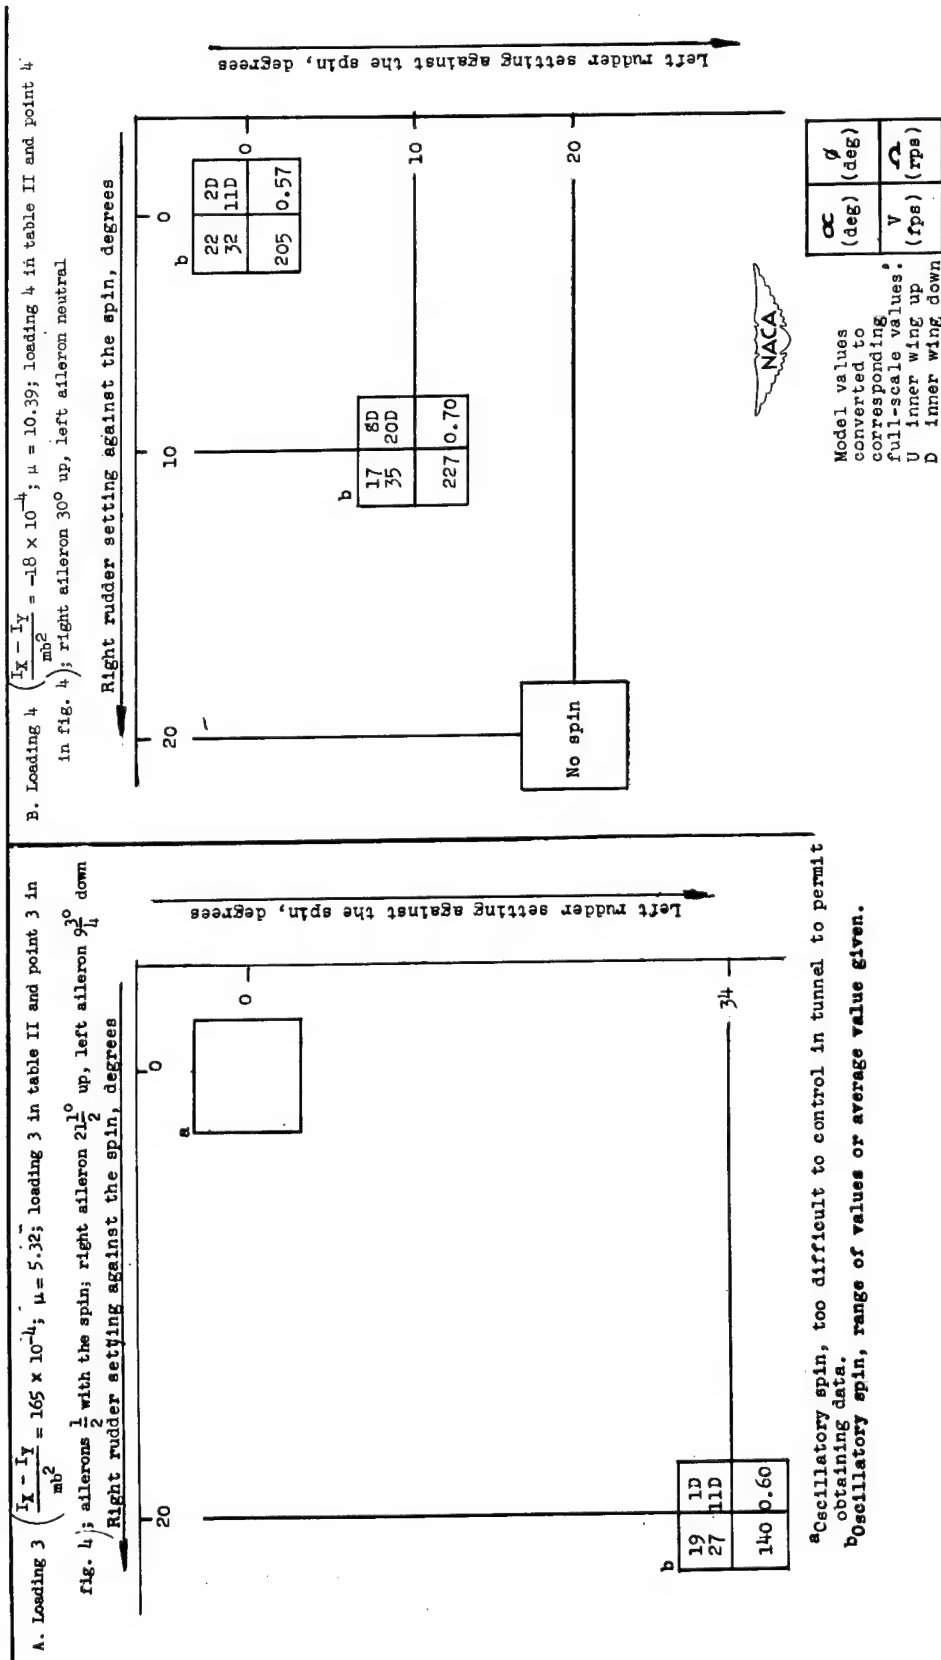 A. Loading 3 (I_X − I_Y / mb² = 165 × 10⁻⁴; μ = 5.32; loading 3 in table II and point 3 in
fig. 4); ailerons 1/2 with the spin; right aileron 21 1/2° up, left aileron 9 3/4° down
Right rudder setting against the spin, degrees
20
0
Left rudder setting against the spin, degrees
0
34
a
b
19 1D
27 11D
140 0.60
ᵃOscillatory spin, too difficult to control in tunnel to permit
obtaining data.
ᵇOscillatory spin, range of values or average value given.
B. Loading 4 (I_X − I_Y / mb² = −18 × 10⁻⁴; μ = 10.39; loading 4 in table II and point 4
in fig. 4); right aileron 30° up, left aileron neutral
Right rudder setting against the spin, degrees
20
10
0
Left rudder setting against the spin, degrees
0
10
20
b
22 2D
32 11D
205 0.57
b
17 8D
35 20D
227 0.70
No spin
NACA
Model values
converted to
corresponding
full-scale values.
U inner wing up
D inner wing down
α ø
(deg) (deg)
V Ω
(fps) (rps)